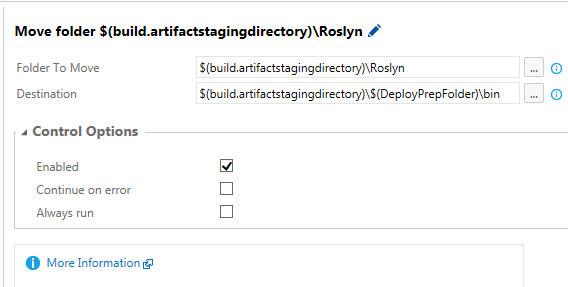 Move folder $(build.artifactstagingdirectory)\Roslyn
Folder To Move $(build.artifactstagingdirectory)\Roslyn ...
Destination $(build.artifactstagingdirectory)\$(DeployPrepFolder)\bin ...
Control Options
Enabled
Continue on error
Always run
More Information